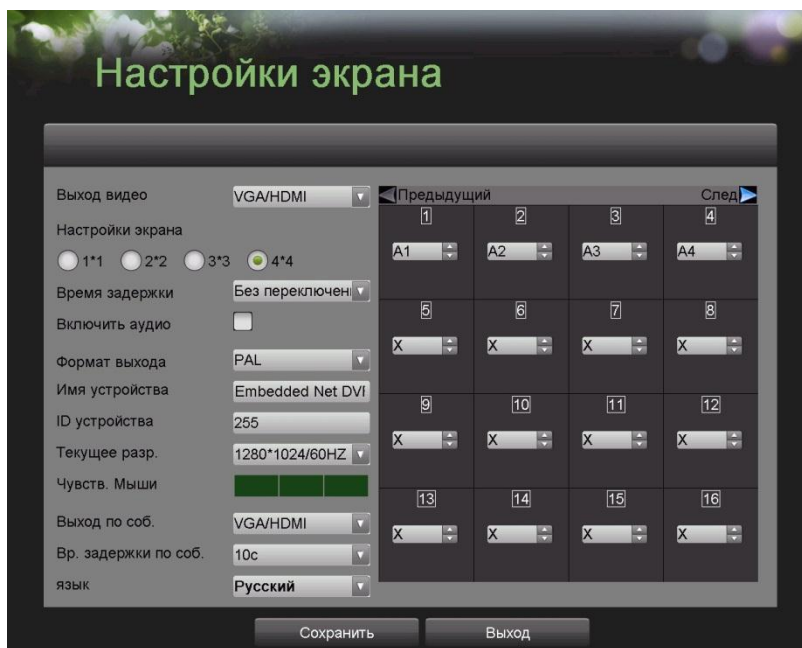 Настройки экрана
Выход видео VGA/HDMI
Настройки экрана
1*1 2*2 3*3 4*4
Время задержки Без переключени
Включить аудио
Формат выхода PAL
Имя устройства Embedded Net DVI
ID устройства 255
Текущее разр. 1280*1024/60HZ
Чувств. Мыши
Выход по соб. VGA/HDMI
Вр. задержки по соб. 10с
язык Русский
Предыдущий След
1 2 3 4
A1 A2 A3 A4
5 6 7 8
X X X X
9 10 11 12
X X X X
13 14 15 16
X X X X
Сохранить Выход